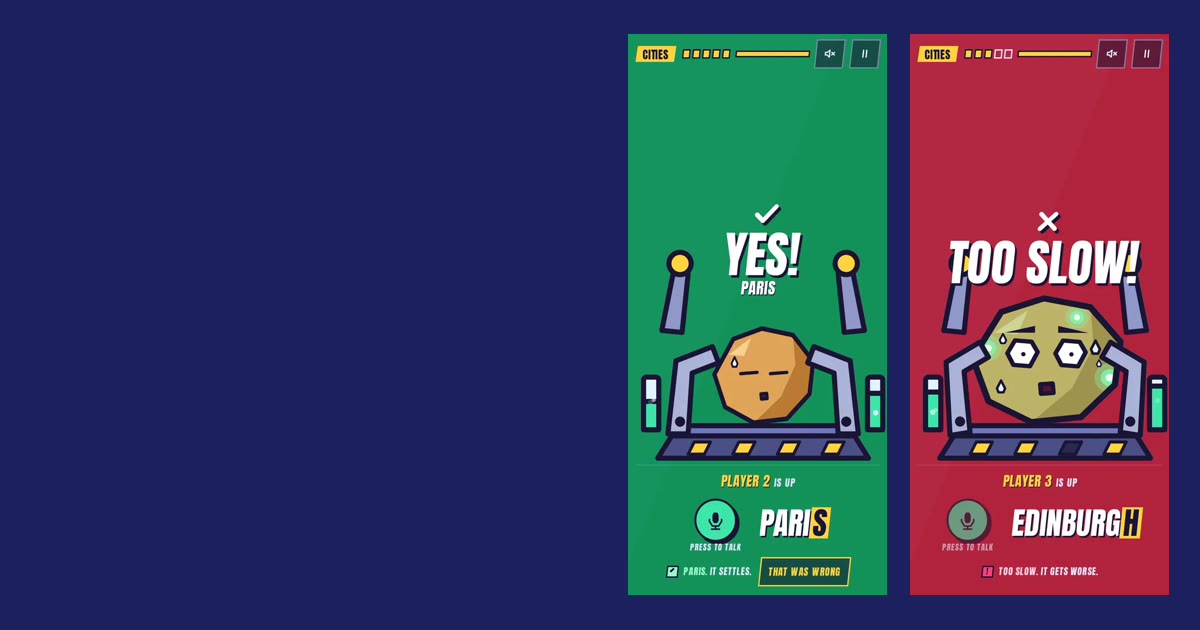 CITIES
YES!
PARIS
PLAYER 2 IS UP
PARIS
PRESS TO TALK
PARIS. IT SETTLES.
THAT WAS WRONG
CITIES
TOO SLOW!
PLAYER 3 IS UP
EDINBURGH
PRESS TO TALK
TOO SLOW. IT GETS WORSE.